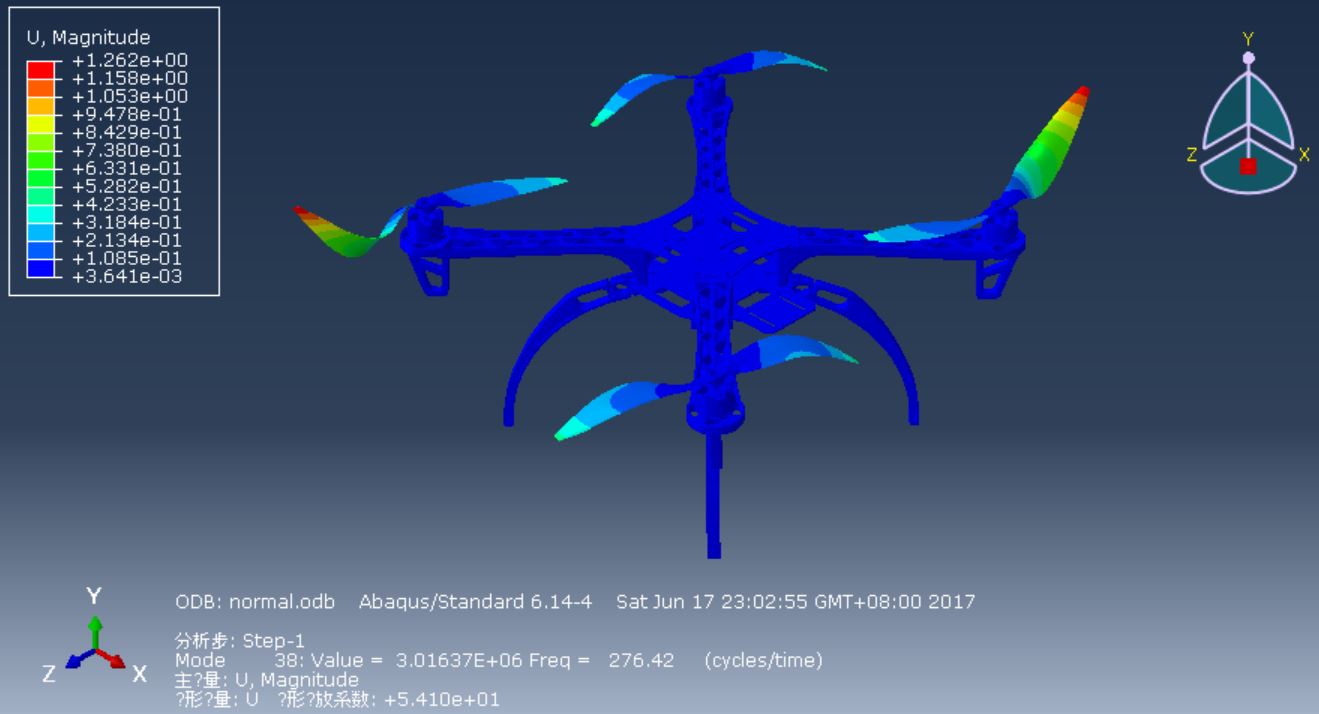 U, Magnitude
+1.262e+00
+1.158e+00
+1.053e+00
+9.478e-01
+8.429e-01
+7.380e-01
+6.331e-01
+5.282e-01
+4.233e-01
+3.184e-01
+2.134e-01
+1.085e-01
+3.641e-03
Y
Z
X
Y
Z
X
ODB: normal.odb Abaqus/Standard 6.14-4 Sat Jun 17 23:02:55 GMT+08:00 2017
分析步: Step-1
Mode 38: Value = 3.01637E+06 Freq = 276.42 (cycles/time)
主?量: U, Magnitude
?形?量: U ?形?放系数: +5.410e+01